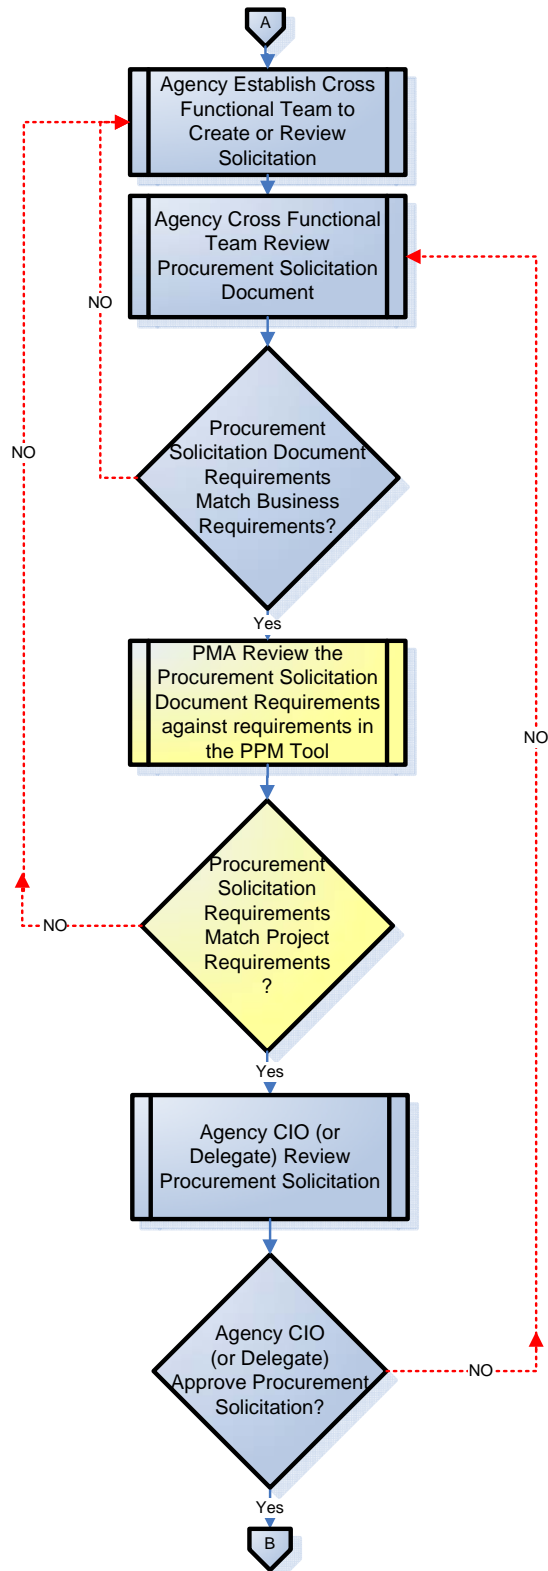 A
Agency Establish Cross
Functional Team to
Create or Review
Solicitation
Agency Cross Functional
Team Review
Procurement Solicitation
Document
NO
NO
Procurement
Solicitation Document
Requirements
Match Business
Requirements?
Yes
PMA Review the
Procurement Solicitation
Document Requirements
against requirements in
the PPM Tool
NO
Procurement
Solicitation
Requirements
Match Project
Requirements
?
NO
Yes
Agency CIO (or
Delegate) Review
Procurement Solicitation
Agency CIO
(or Delegate)
Approve Procurement
Solicitation?
NO
Yes
B